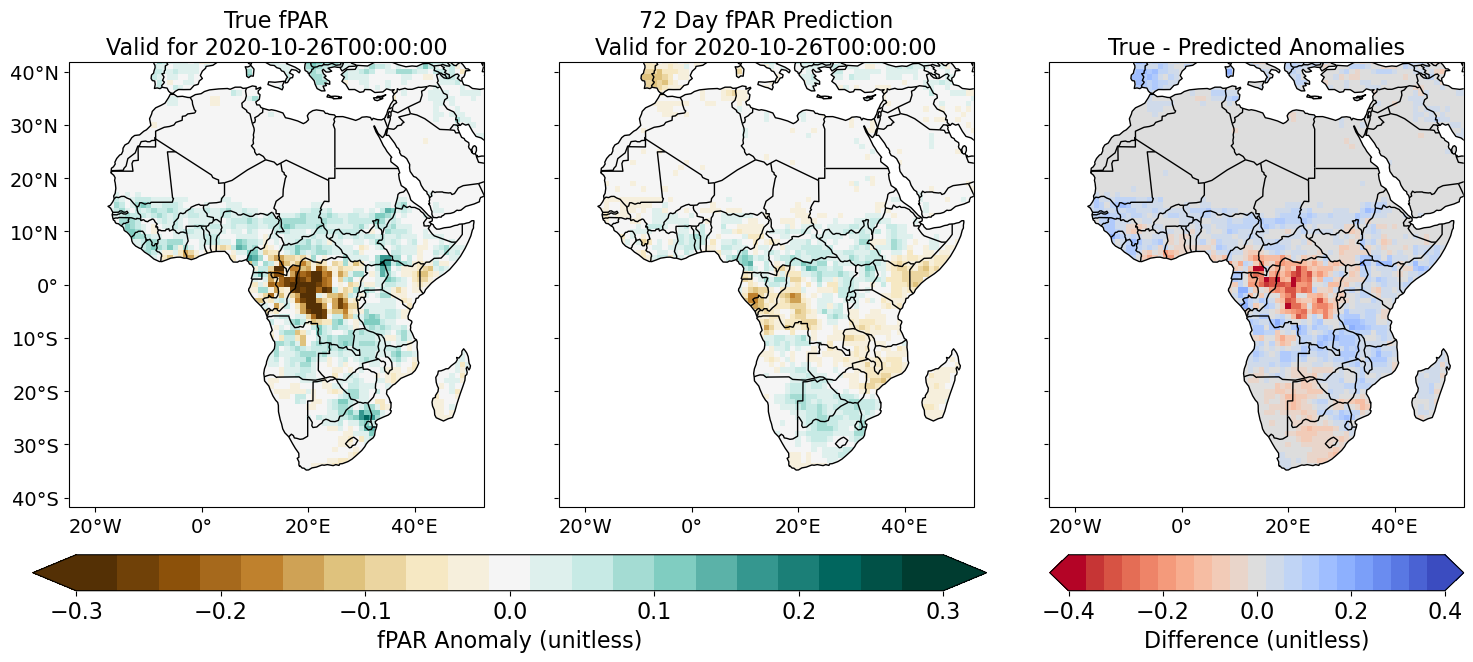 True fPAR
Valid for 2020-10-26T00:00:00
72 Day fPAR Prediction
Valid for 2020-10-26T00:00:00
True - Predicted Anomalies
40°N
30°N
20°N
10°N
0°
10°S
20°S
30°S
40°S
20°W 0° 20°E 40°E
20°W 0° 20°E 40°E
20°W 0° 20°E 40°E
−0.3 −0.2 −0.1 0.0 0.1 0.2 0.3
fPAR Anomaly (unitless)
−0.4 −0.2 0.0 0.2 0.4
Difference (unitless)